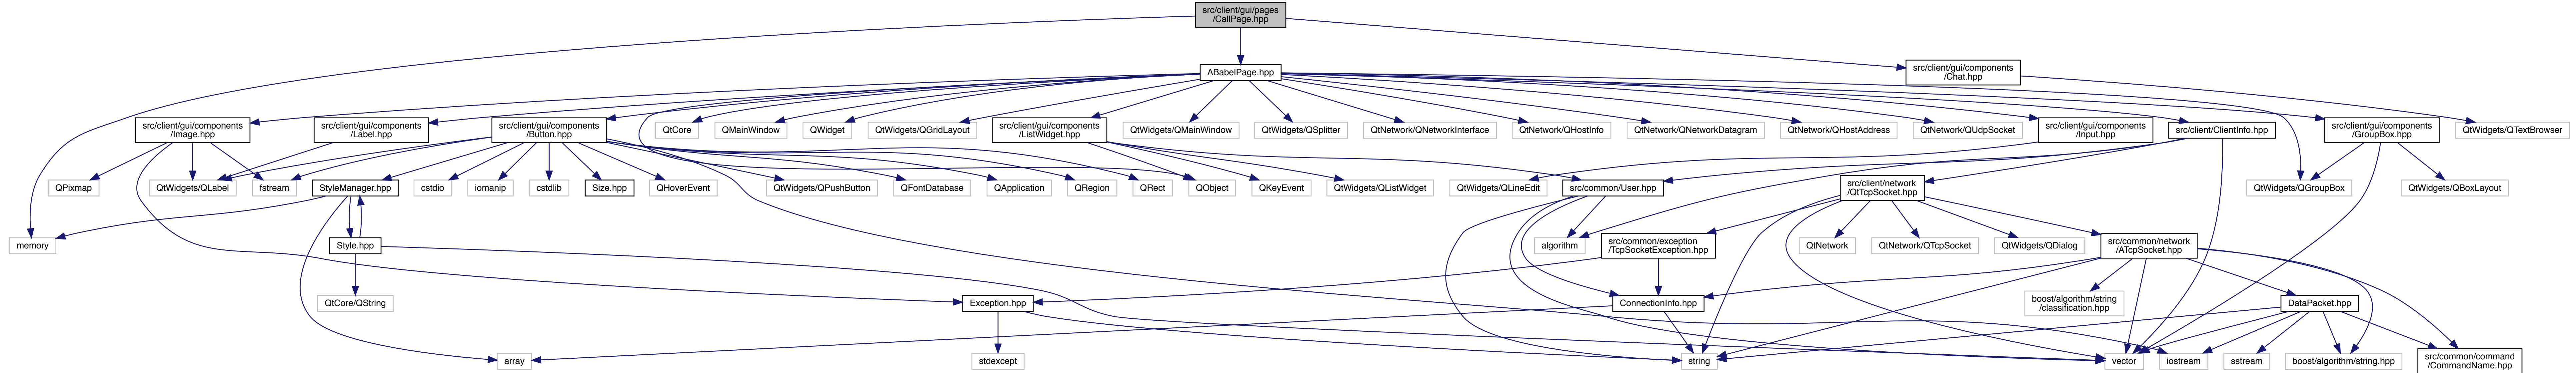 src/client/gui/pages
/CallPage.hpp
ABabelPage.hpp
src/client/gui/components
/Chat.hpp
src/client/gui/components
/Image.hpp
src/client/gui/components
/Label.hpp
src/client/gui/components
/Button.hpp
QtCore
QMainWindow
QWidget
QtWidgets/QGridLayout
src/client/gui/components
/ListWidget.hpp
QtWidgets/QMainWindow
QtWidgets/QSplitter
QtNetwork/QNetworkInterface
QtNetwork/QHostInfo
QtNetwork/QNetworkDatagram
QtNetwork/QHostAddress
QtNetwork/QUdpSocket
src/client/gui/components
/Input.hpp
src/client/ClientInfo.hpp
src/client/gui/components
/GroupBox.hpp
QtWidgets/QTextBrowser
QPixmap
QtWidgets/QLabel
fstream
StyleManager.hpp
cstdio
iomanip
cstdlib
Size.hpp
QHoverEvent
QtWidgets/QPushButton
QFontDatabase
QApplication
QRegion
QRect
QObject
QKeyEvent
QtWidgets/QListWidget
QtWidgets/QLineEdit
src/common/User.hpp
src/client/network
/QtTcpSocket.hpp
QtWidgets/QGroupBox
QtWidgets/QBoxLayout
memory
Style.hpp
algorithm
src/common/exception
/TcpSocketException.hpp
QtNetwork
QtNetwork/QTcpSocket
QtWidgets/QDialog
src/common/network
/ATcpSocket.hpp
QtCore/QString
Exception.hpp
ConnectionInfo.hpp
boost/algorithm/string
/classification.hpp
DataPacket.hpp
array
stdexcept
string
vector
iostream
sstream
boost/algorithm/string.hpp
src/common/command
/CommandName.hpp